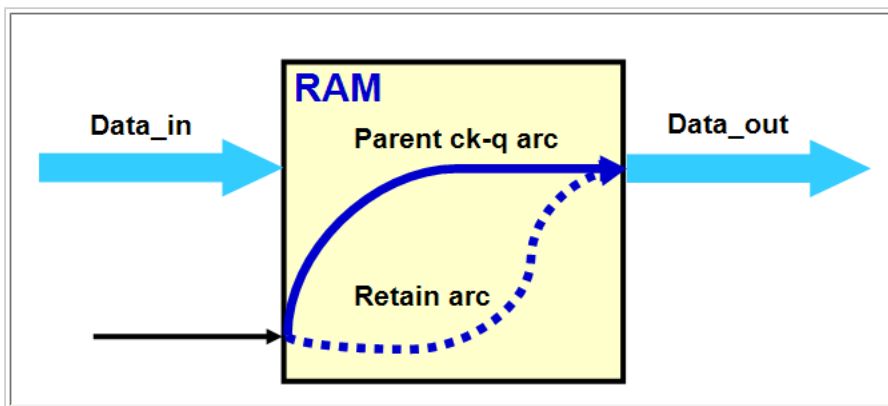 RAM
Data_in
Parent ck-q arc
Data_out
Retain arc